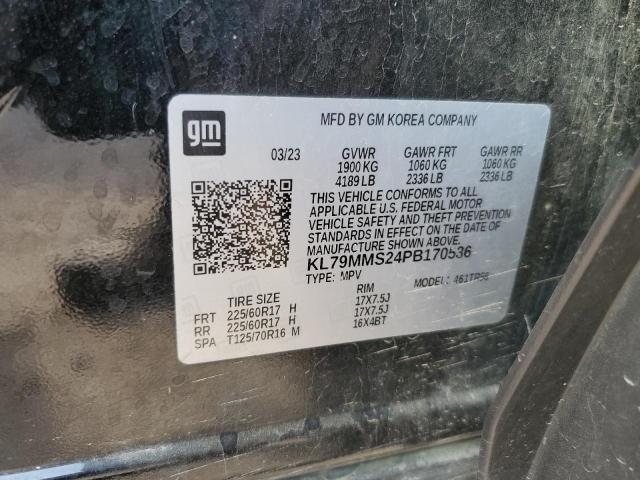 gm
MFD BY GM KOREA COMPANY
03/23 GVWR GAWR FRT GAWR RR
1900 KG 1060 KG 1060 KG
4189 LB 2336 LB 2336 LB
THIS VEHICLE CONFORMS TO ALL
APPLICABLE U.S. FEDERAL MOTOR
VEHICLE SAFETY AND THEFT PREVENTION
STANDARDS IN EFFECT ON THE DATE OF
MANUFACTURE SHOWN ABOVE.
KL79MMS24PB170536
TYPE: MPV MODEL:
TIRE SIZE RIM
FRT 225/60R17 H 17X7.5J
RR 225/60R17 H 17X7.5J
SPA T125/70R16 M 16X4BT